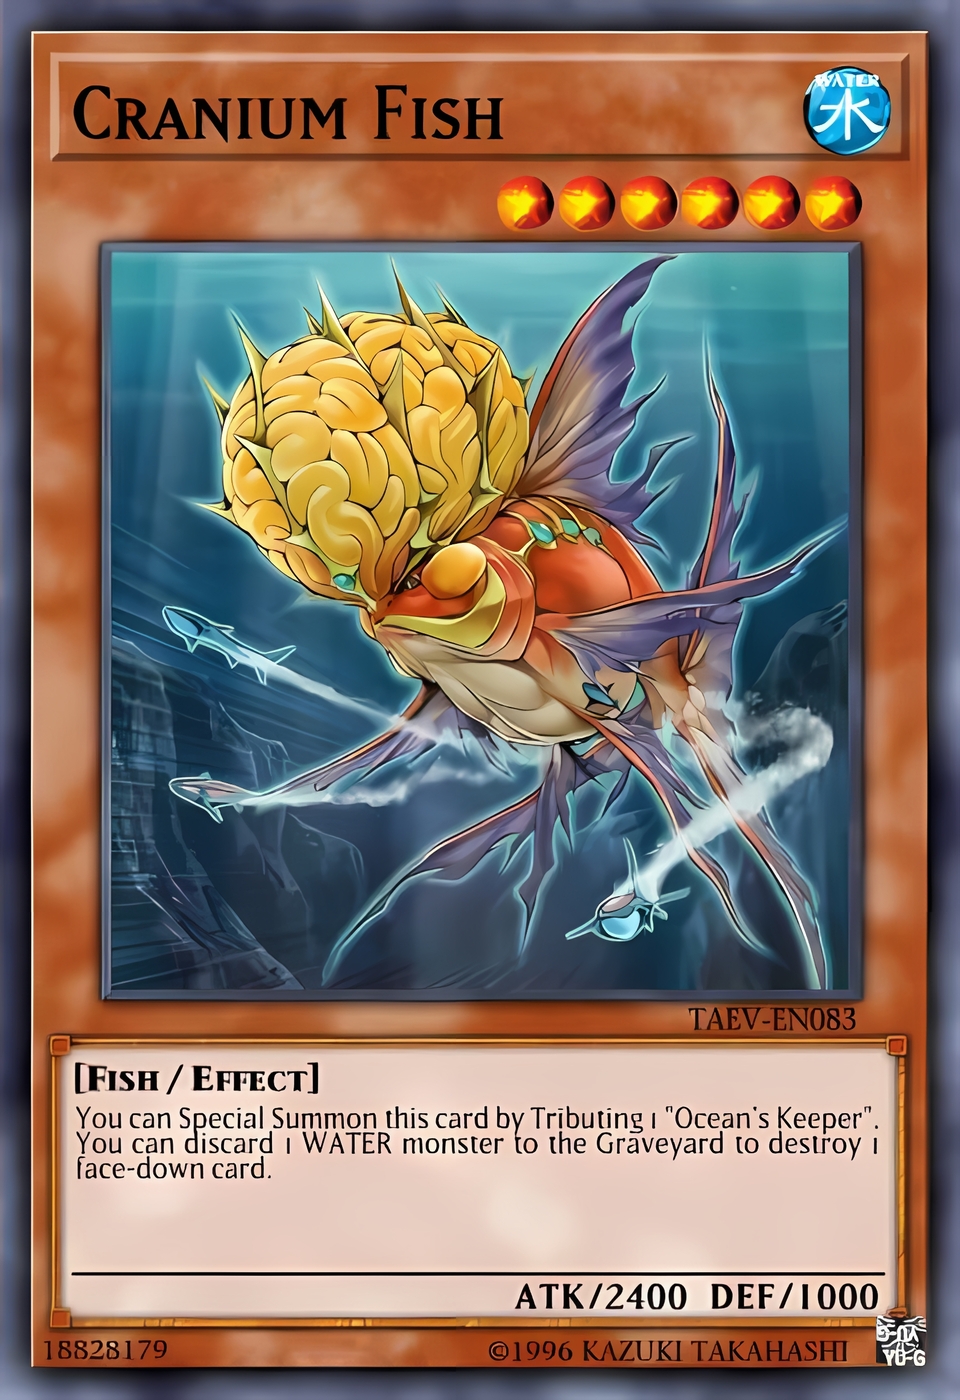 CRANIUM FISH
WATER
水
TAEV-EN083
[FISH / EFFECT]
You can Special Summon this card by Tributing 1 "Ocean's Keeper".
You can discard 1 WATER monster to the Graveyard to destroy 1
face-down card.
ATK/2400 DEF/1000
18828179
©1996 KAZUKI TAKAHASHI